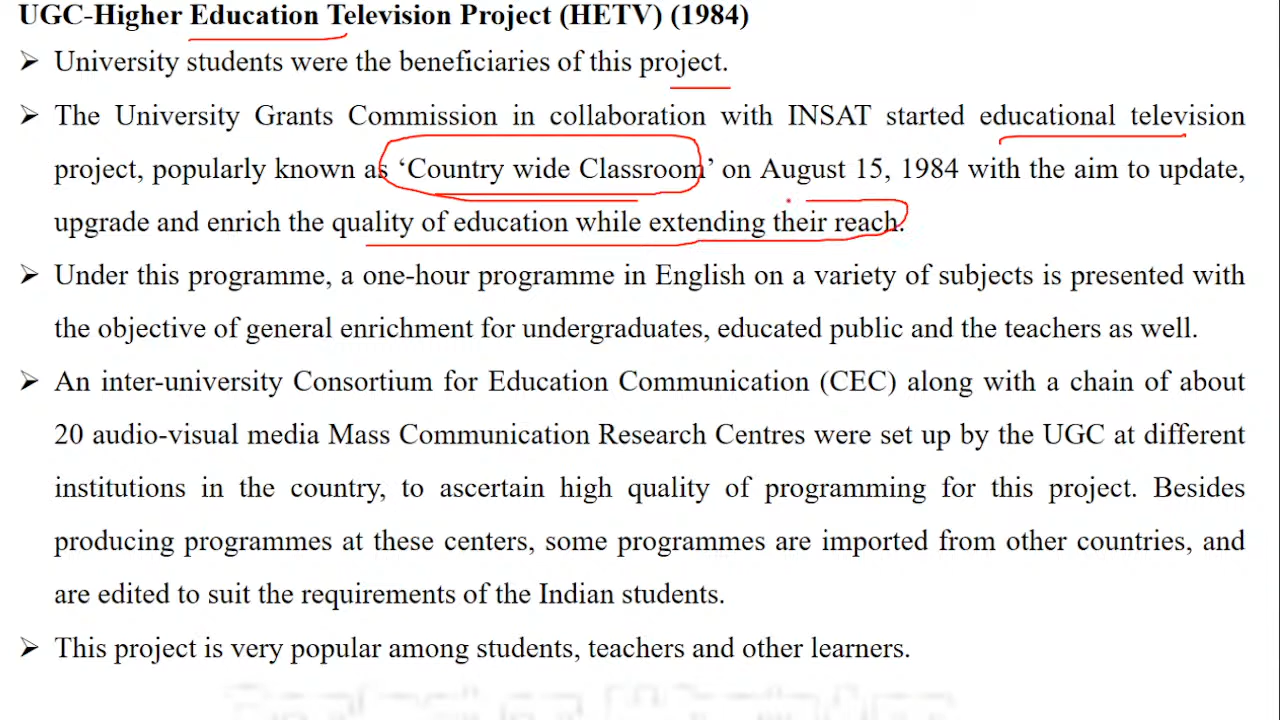 UGC-Higher Education Television Project (HETV) (1984)
➢ University students were the beneficiaries of this project.
➢ The University Grants Commission in collaboration with INSAT started educational television
project, popularly known as ‘Country wide Classroom’ on August 15, 1984 with the aim to update,
upgrade and enrich the quality of education while extending their reach.
➢ Under this programme, a one-hour programme in English on a variety of subjects is presented with
the objective of general enrichment for undergraduates, educated public and the teachers as well.
➢ An inter-university Consortium for Education Communication (CEC) along with a chain of about
20 audio-visual media Mass Communication Research Centres were set up by the UGC at different
institutions in the country, to ascertain high quality of programming for this project. Besides
producing programmes at these centers, some programmes are imported from other countries, and
are edited to suit the requirements of the Indian students.
➢ This project is very popular among students, teachers and other learners.